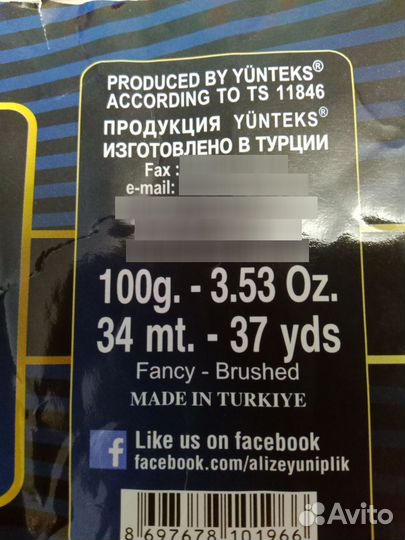 PRODUCED BY YÜNTEKS®
ACCORDING TO TS 11846
ПРОДУКЦИЯ YÜNTEKS®
ИЗГОТОВЛЕНО В ТУРЦИИ
Fax :
e-mail:
100g. - 3.53 Oz.
34 mt. - 37 yds
Fancy - Brushed
MADE IN TURKIYE
f Like us on facebook
facebook.com/alizeyuniplik
8 697678 101966
Avito